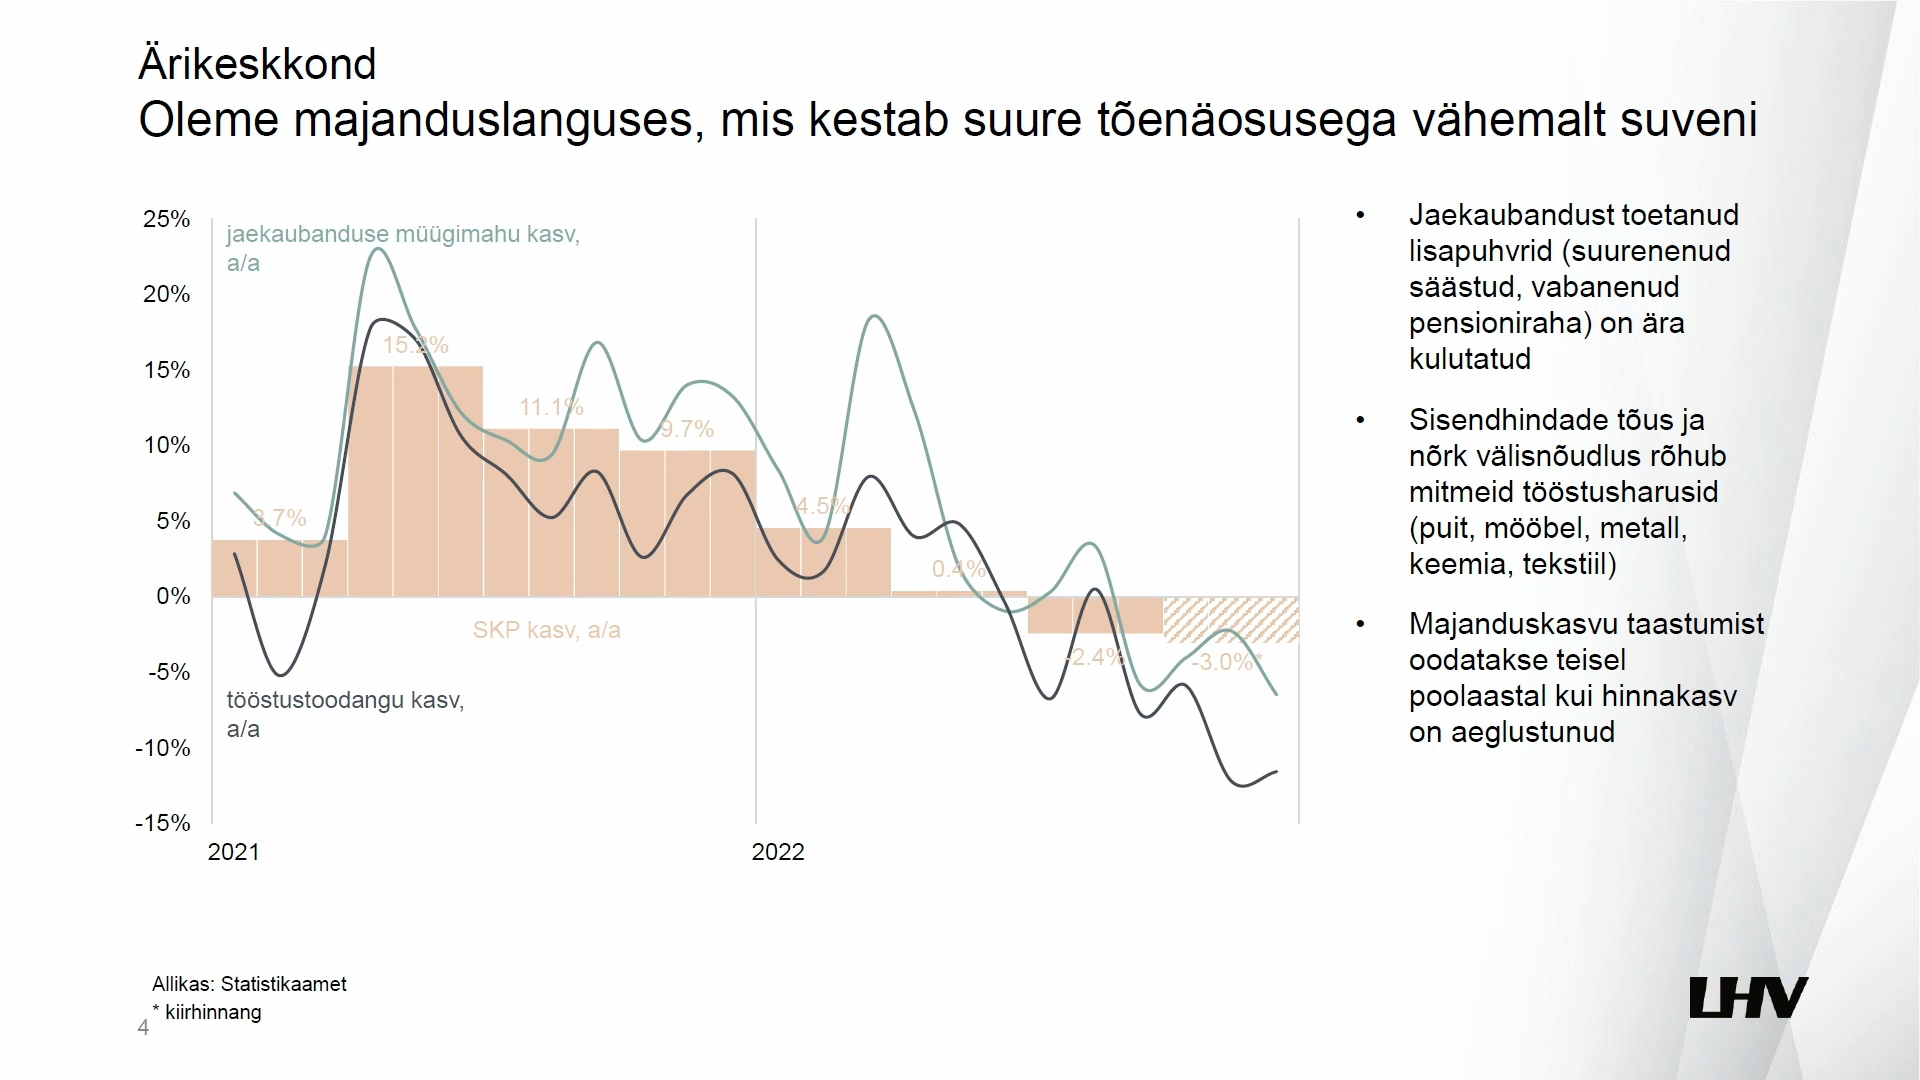 Ärikeskkond
Oleme majanduslanguses, mis kestab suure tõenäosusega vähemalt suveni
25%
20%
15%
10%
5%
0%
-5%
-10%
-15%
jaekaubanduse müügimahu kasv,
a/a
15.2%
11.1%
9.7%
3.7%
4.5%
0.4%
SKP kasv, a/a
-2.4%
-3.0%*
tööstustoodangu kasv,
a/a
2021
2022
• Jaekaubandust toetanud
lisapuhvrid (suurenenud
säästud, vabanenud
pensioniraha) on ära
kulutatud
• Sisendhindade tõus ja
nõrk välisnõudlus rõhub
mitmeid tööstusharusid
(puit, mööbel, metall,
keemia, tekstiil)
• Majanduskasvu taastumist
oodatakse teisel
poolaastal kui hinnakasv
on aeglustunud
Allikas: Statistikaamet
* kiirhinnang
4
LHV